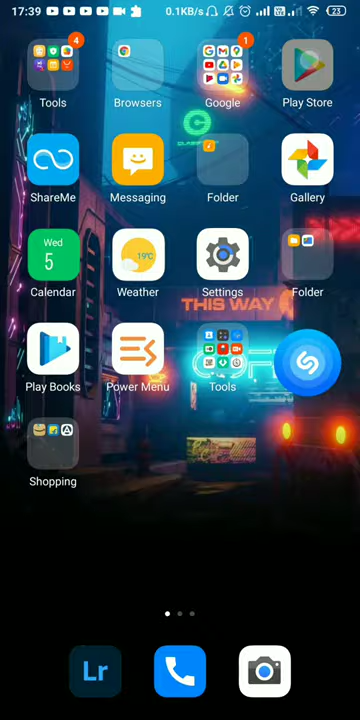 17:39
0.1KB/s
23
4
1
Tools
Browsers
Google
Play Store
ShareMe
Messaging
Folder
Gallery
Wed
5
19°C
Calendar
Weather
Settings
Folder
THIS WAY
Play Books
Power Menu
Tools
Shopping
Lr